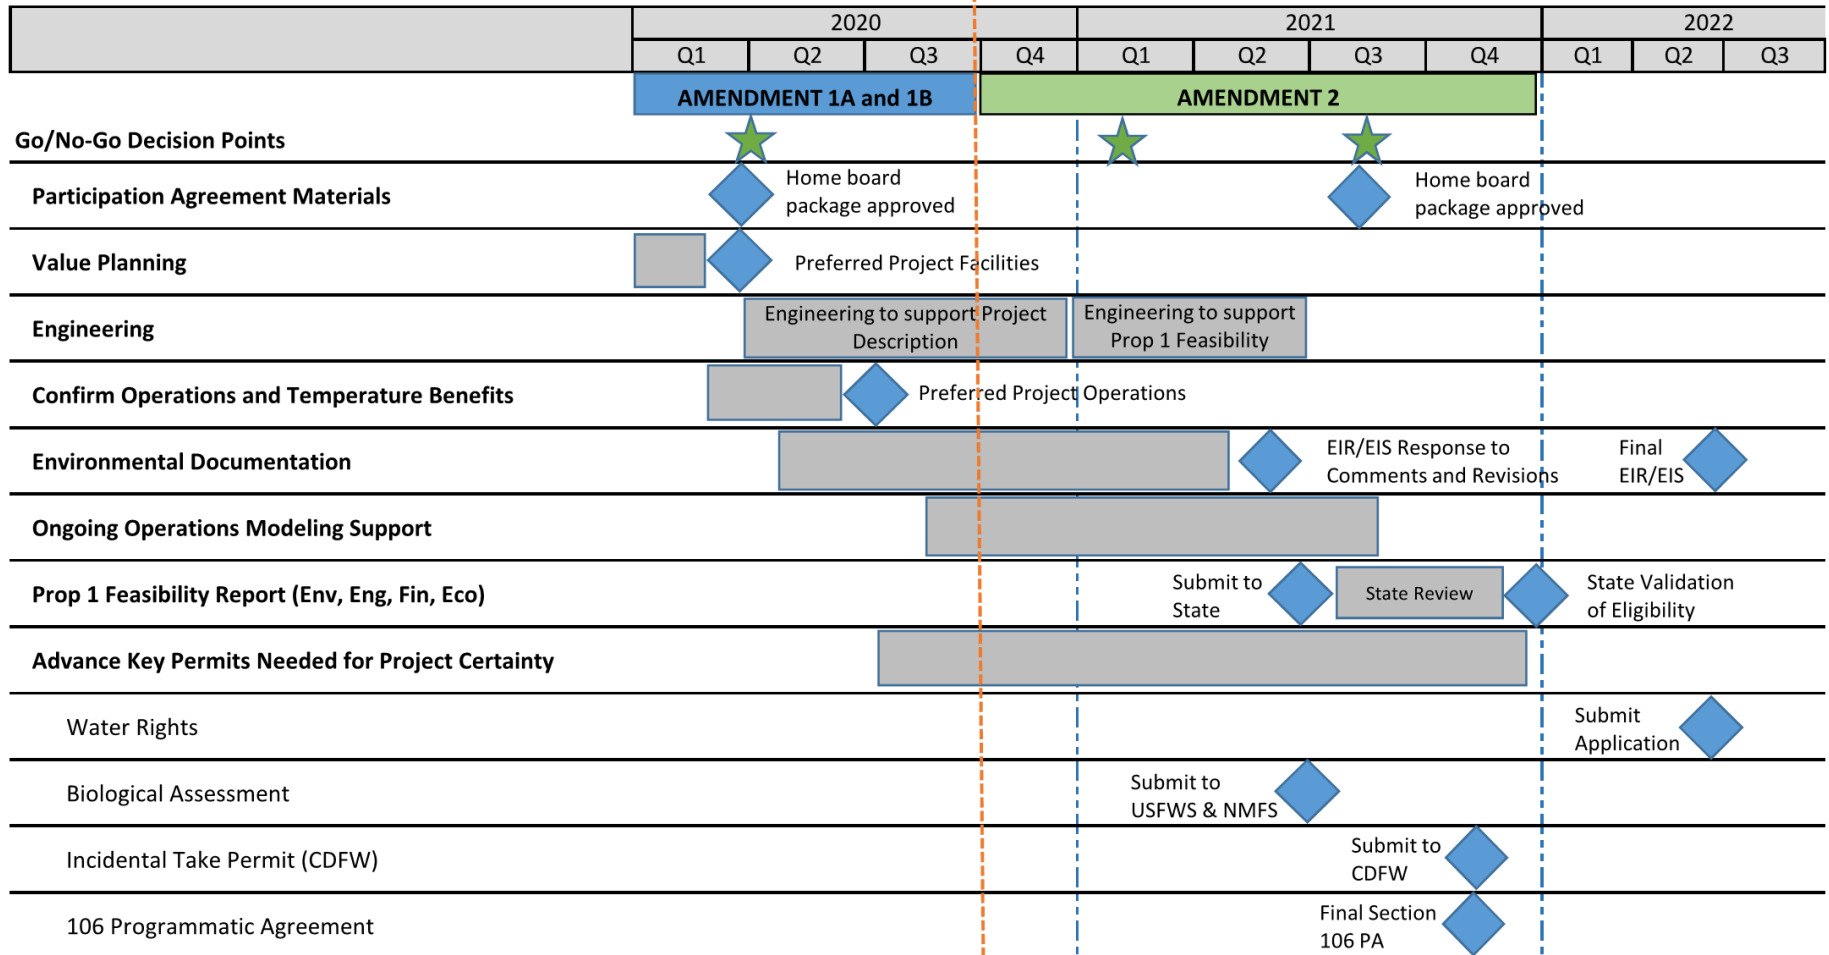 2020 2021 2022
Q1 Q2 Q3 Q4 Q1 Q2 Q3 Q4 Q1 Q2 Q3
AMENDMENT 1A and 1B AMENDMENT 2
Go/No-Go Decision Points
Participation Agreement Materials
Home board
package approved
Home board
package approved
Value Planning
Preferred Project Facilities
Engineering
Engineering to support Project
Description
Engineering to support
Prop 1 Feasibility
Confirm Operations and Temperature Benefits
Preferred Project Operations
Environmental Documentation
EIR/EIS Response to
Comments and Revisions
Final
EIR/EIS
Ongoing Operations Modeling Support
Prop 1 Feasibility Report (Env, Eng, Fin, Eco)
Submit to
State
State Review
State Validation
of Eligibility
Advance Key Permits Needed for Project Certainty
Water Rights
Submit
Application
Biological Assessment
Submit to
USFWS & NMFS
Incidental Take Permit (CDFW)
Submit to
CDFW
106 Programmatic Agreement
Final Section
106 PA